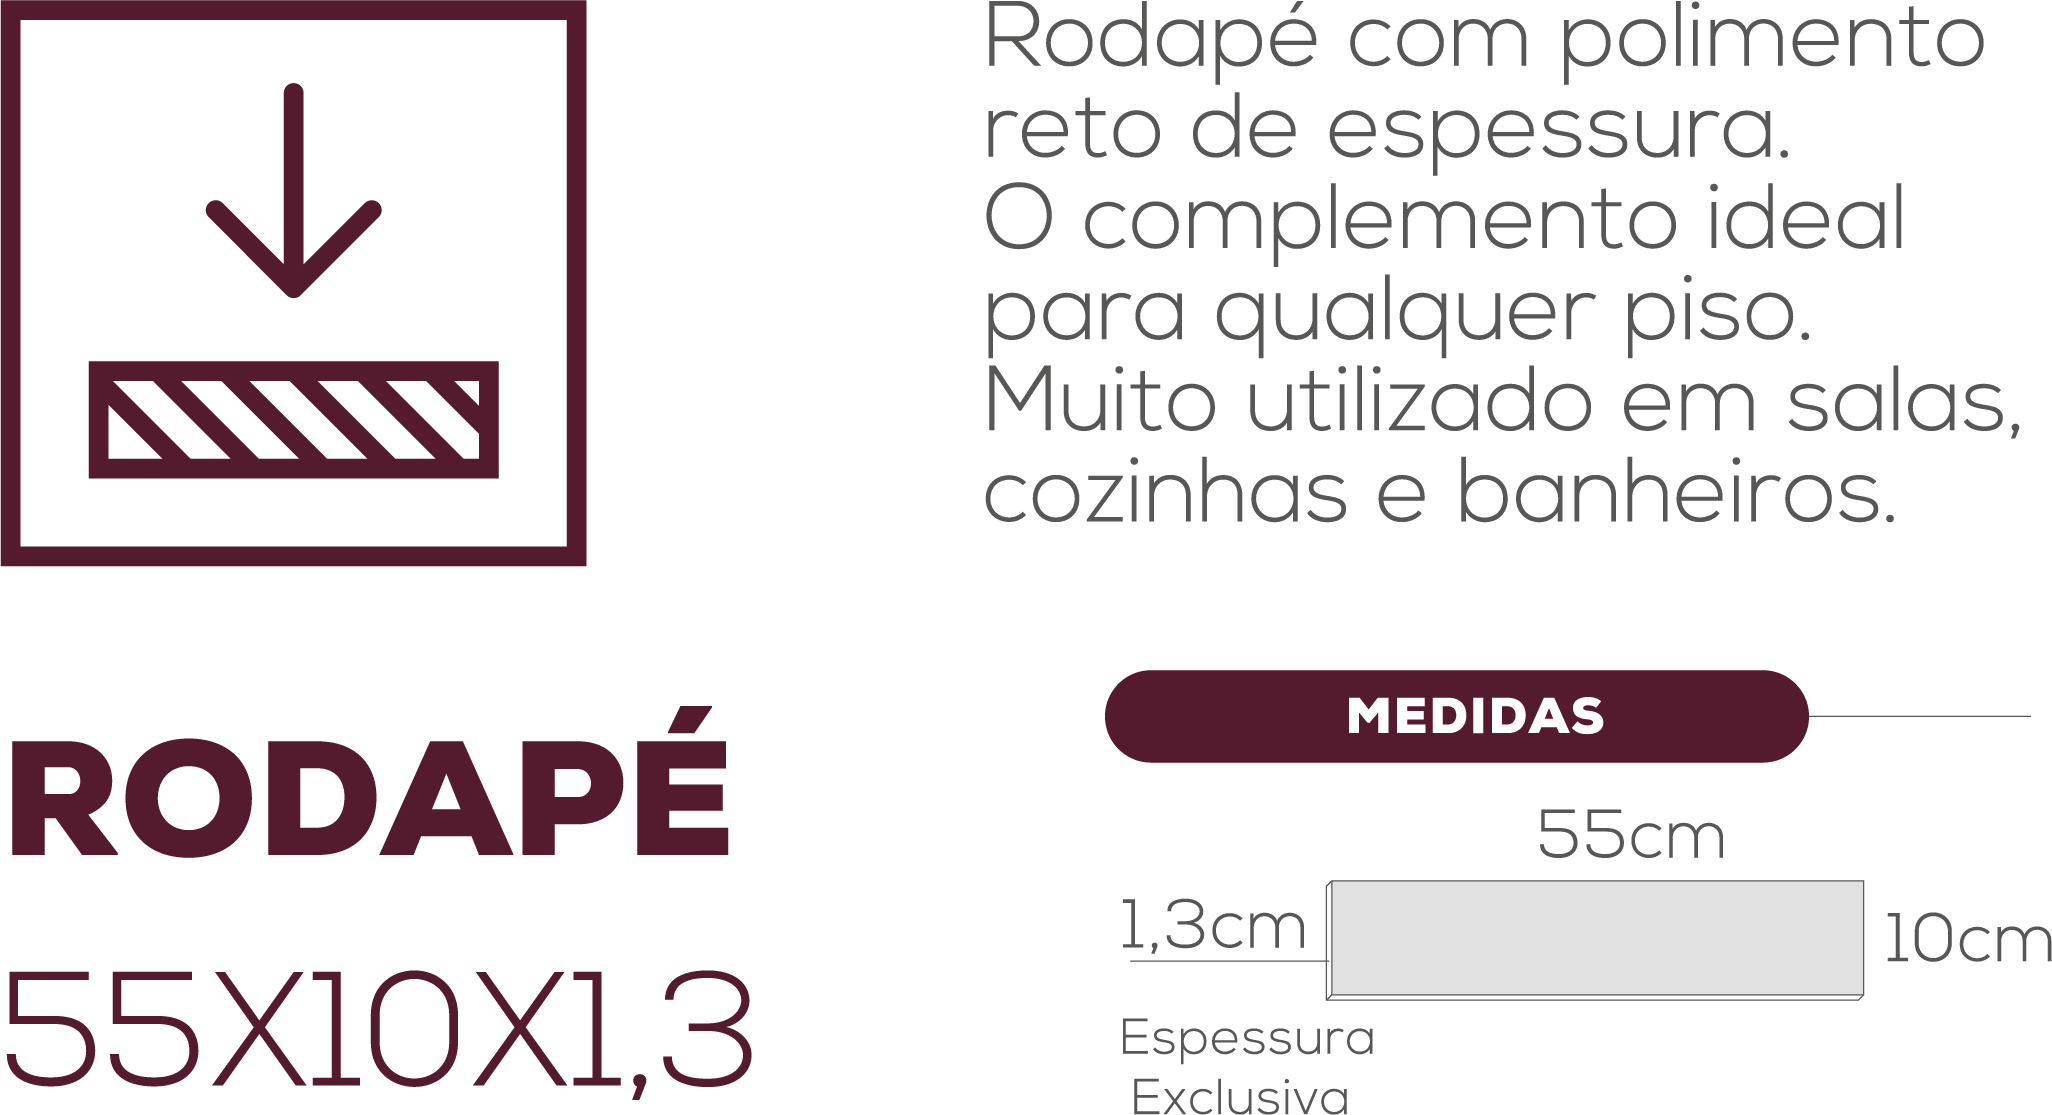 Rodapé com polimento
reto de espessura.
O complemento ideal
para qualquer piso.
Muito utilizado em salas,
cozinhas e banheiros.
RODAPÉ
55X10X1,3
MEDIDAS
55cm
1,3cm
10cm
Espessura
Exclusiva